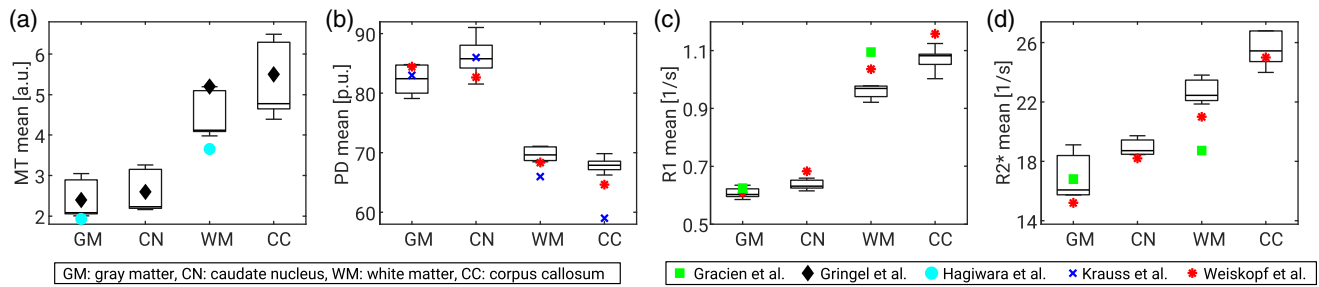 (a)
MT mean [a.u.]
6
5
4
3
2
GM CN WM CC
(b)
PD mean [p.u.]
90
80
70
60
GM CN WM CC
(c)
R1 mean [1/s]
1.1
0.9
0.7
0.5
GM CN WM CC
(d)
R2* mean [1/s]
26
22
18
14
GM CN WM CC
GM: gray matter, CN: caudate nucleus, WM: white matter, CC: corpus callosum
Gracien et al. Gringel et al. Hagiwara et al. Krauss et al. Weiskopf et al.